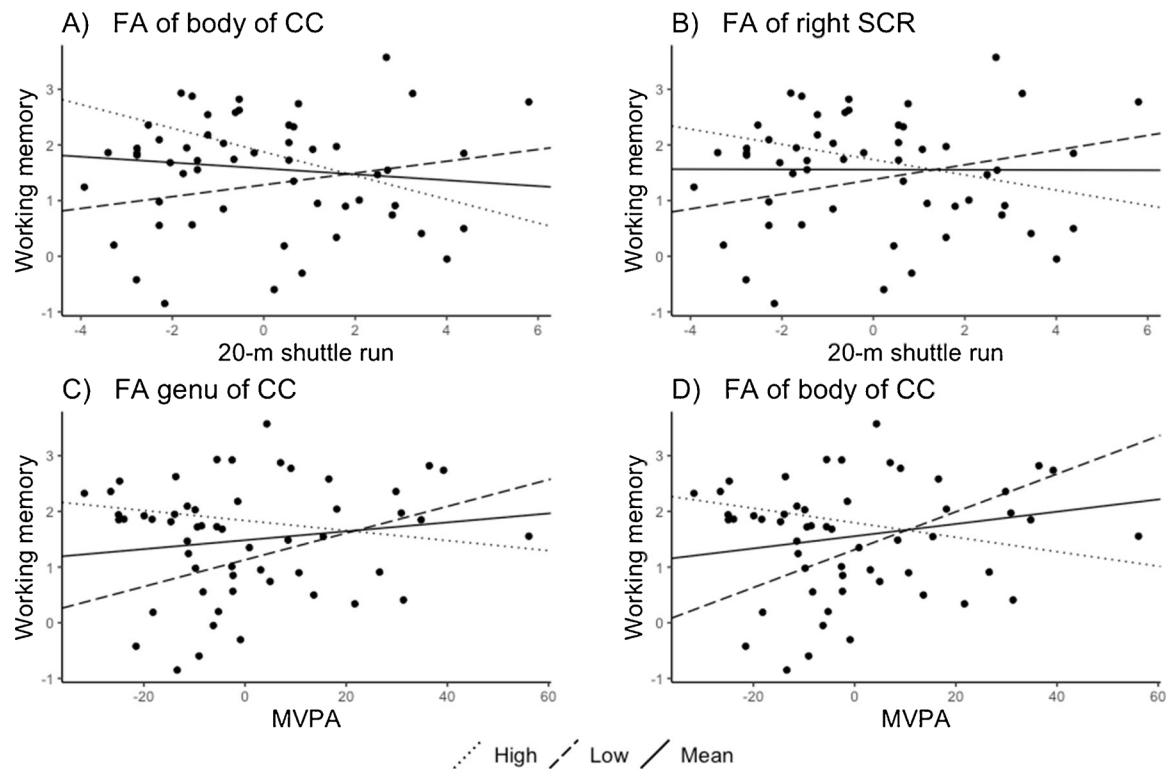 A) FA of body of CC
Working memory
3
2
1
0
-1
-4 -2 0 2 4 6
20-m shuttle run
B) FA of right SCR
Working memory
3
2
1
0
-1
-4 -2 0 2 4 6
20-m shuttle run
C) FA genu of CC
Working memory
3
2
1
0
-1
-20 0 20 40 60
MVPA
D) FA of body of CC
Working memory
3
2
1
0
-1
-20 0 20 40 60
MVPA
High Low Mean